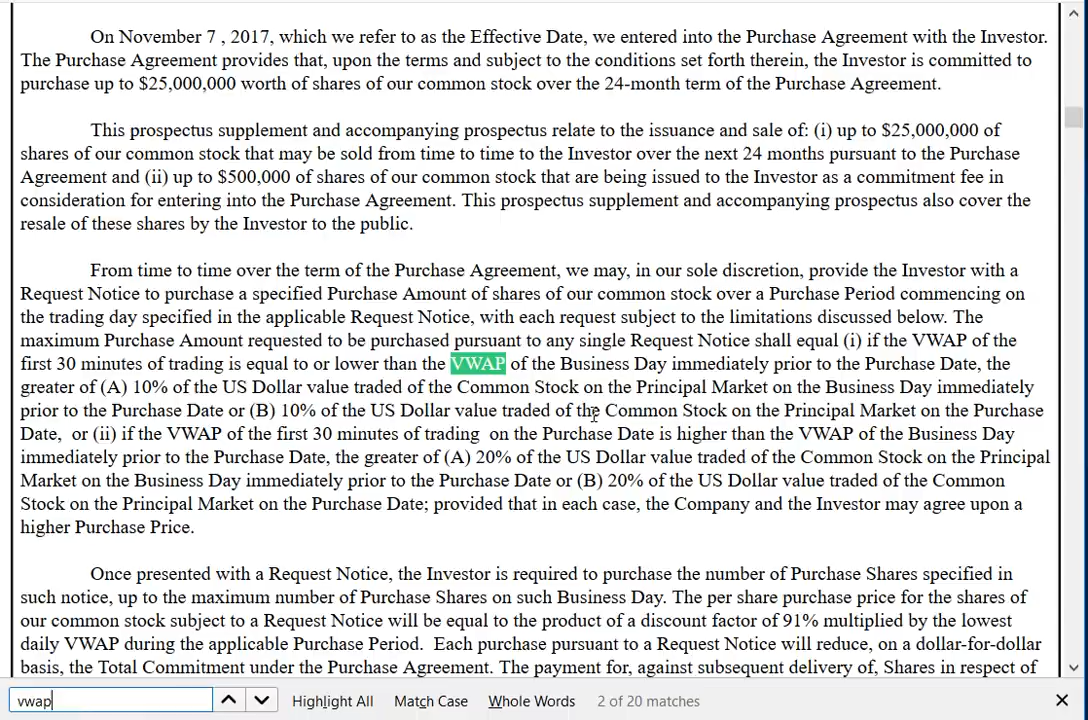 On November 7 , 2017, which we refer to as the Effective Date, we entered into the Purchase Agreement with the Investor.
The Purchase Agreement provides that, upon the terms and subject to the conditions set forth therein, the Investor is committed to
purchase up to $25,000,000 worth of shares of our common stock over the 24-month term of the Purchase Agreement.
This prospectus supplement and accompanying prospectus relate to the issuance and sale of: (i) up to $25,000,000 of
shares of our common stock that may be sold from time to time to the Investor over the next 24 months pursuant to the Purchase
Agreement and (ii) up to $500,000 of shares of our common stock that are being issued to the Investor as a commitment fee in
consideration for entering into the Purchase Agreement. This prospectus supplement and accompanying prospectus also cover the
resale of these shares by the Investor to the public.
From time to time over the term of the Purchase Agreement, we may, in our sole discretion, provide the Investor with a
Request Notice to purchase a specified Purchase Amount of shares of our common stock over a Purchase Period commencing on
the trading day specified in the applicable Request Notice, with each request subject to the limitations discussed below. The
maximum Purchase Amount requested to be purchased pursuant to any single Request Notice shall equal (i) if the VWAP of the
first 30 minutes of trading is equal to or lower than the VWAP of the Business Day immediately prior to the Purchase Date, the
greater of (A) 10% of the US Dollar value traded of the Common Stock on the Principal Market on the Business Day immediately
prior to the Purchase Date or (B) 10% of the US Dollar value traded of the Common Stock on the Principal Market on the Purchase
Date, or (ii) if the VWAP of the first 30 minutes of trading on the Purchase Date is higher than the VWAP of the Business Day
immediately prior to the Purchase Date, the greater of (A) 20% of the US Dollar value traded of the Common Stock on the Principal
Market on the Business Day immediately prior to the Purchase Date or (B) 20% of the US Dollar value traded of the Common
Stock on the Principal Market on the Purchase Date; provided that in each case, the Company and the Investor may agree upon a
higher Purchase Price.
Once presented with a Request Notice, the Investor is required to purchase the number of Purchase Shares specified in
such notice, up to the maximum number of Purchase Shares on such Business Day. The per share purchase price for the shares of
our common stock subject to a Request Notice will be equal to the product of a discount factor of 91% multiplied by the lowest
daily VWAP during the applicable Purchase Period. Each purchase pursuant to a Request Notice will reduce, on a dollar-for-dollar
basis, the Total Commitment under the Purchase Agreement. The payment for, against subsequent delivery of, Shares in respect of
vwap Highlight All Match Case Whole Words 2 of 20 matches